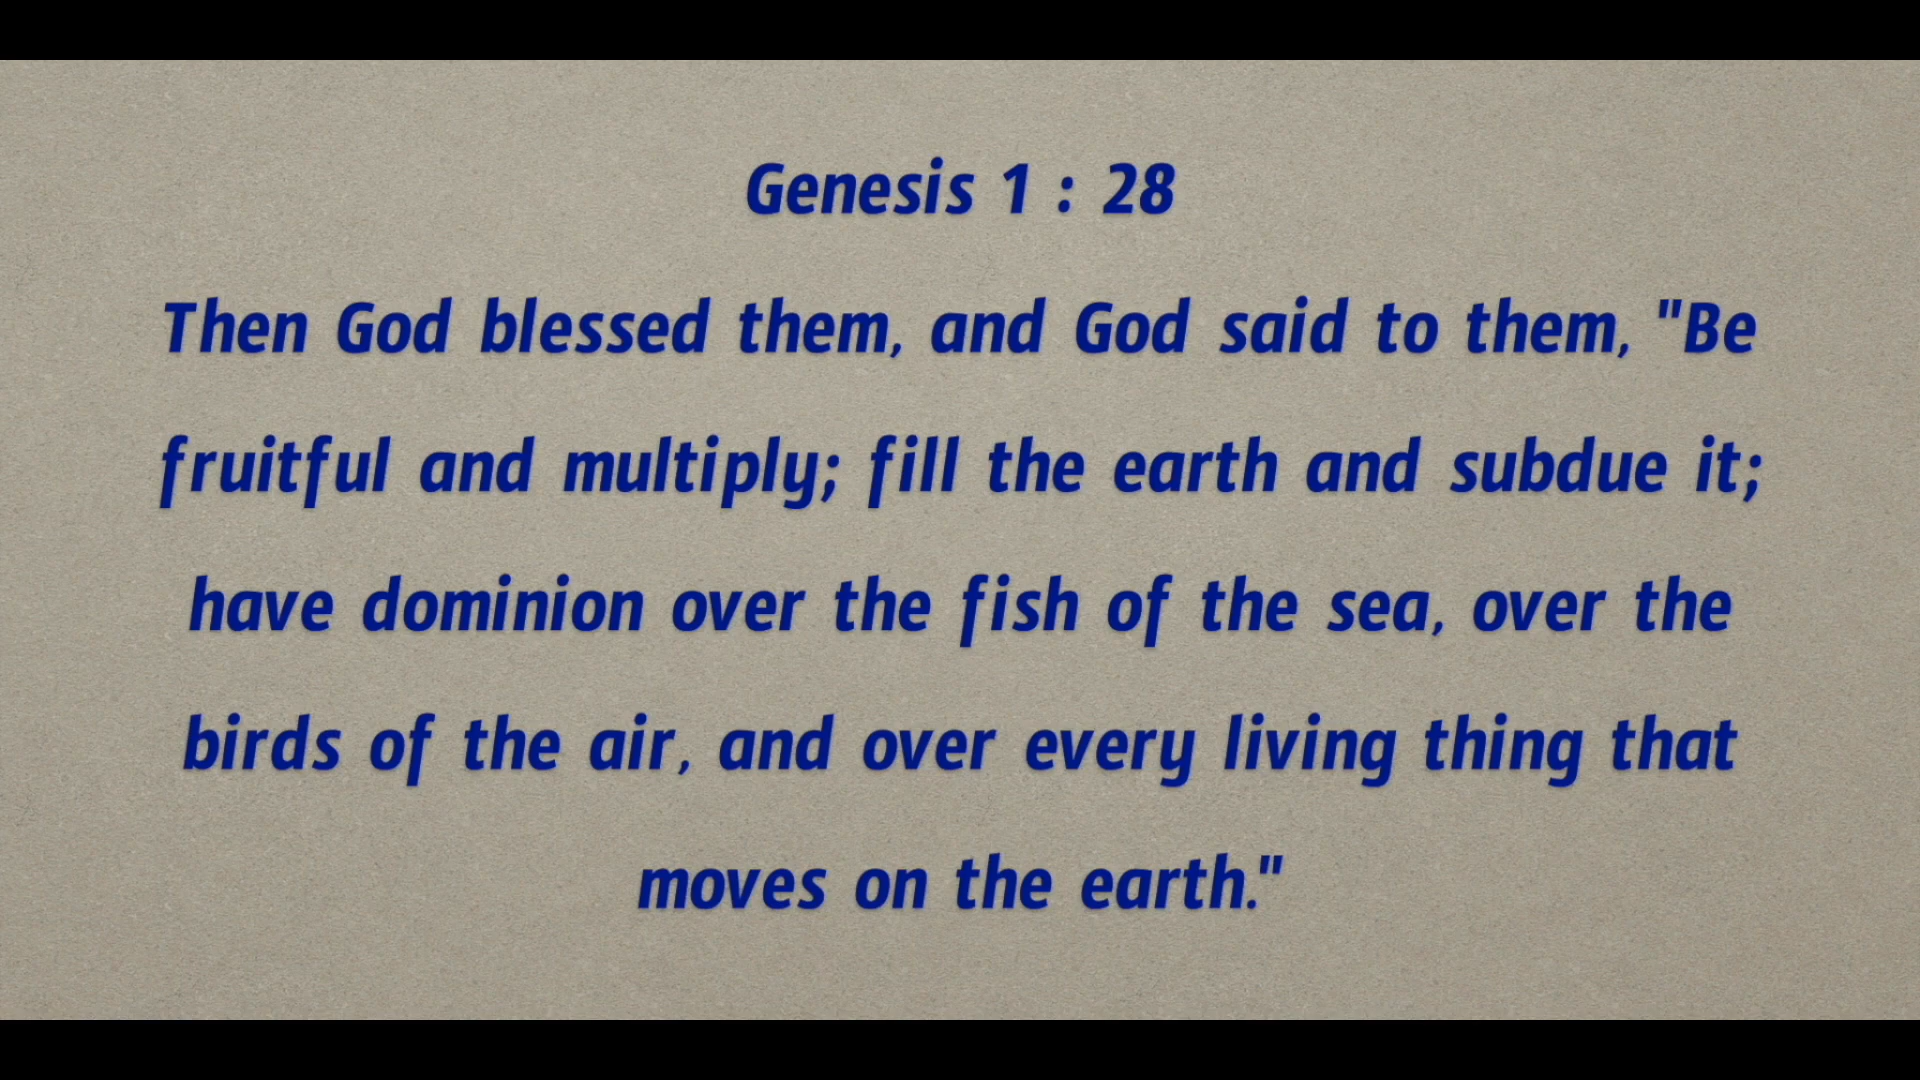 Genesis 1 : 28
Then God blessed them, and God said to them, "Be
fruitful and multiply; fill the earth and subdue it;
have dominion over the fish of the sea, over the
birds of the air, and over every living thing that
moves on the earth."